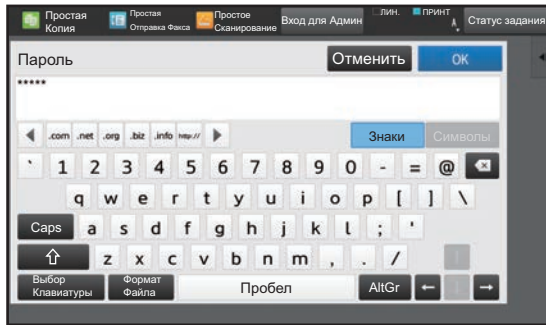 Простая Копия
Простая Отправка Факса
Простое Сканирование
Вход для Админ
ЛИН.
ПРИНТ
Статус задания
Пароль
Отменить
OK
*****
.com .net .org .biz .info http://
Знаки
Символы
` 1 2 3 4 5 6 7 8 9 0 - = @
q w e r t y u i o p [ ] \
Caps a s d f g h j k l ; '
z x c v b n m , . /
Выбор Клавиатуры
Формат Файла
Пробел
AltGr